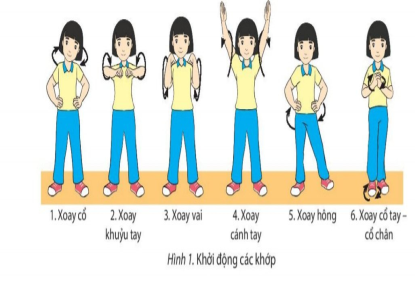 1. Xoay cổ
2. Xoay
khuỷu tay
3. Xoay vai
4. Xoay
cánh tay
5. Xoay hông
6. Xoay cổ tay –
cổ chân
Hình 1. Khởi động các khớp